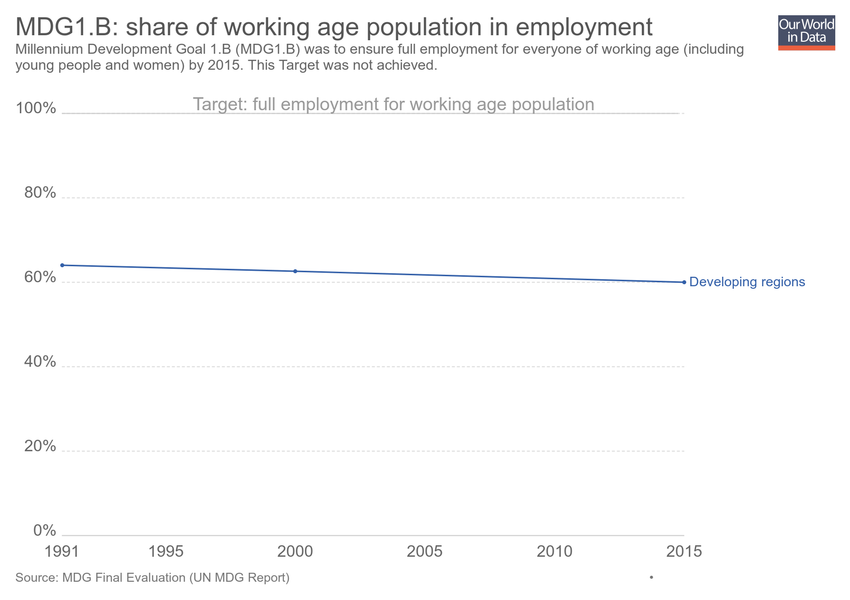 MDG1.B: share of working age population in employment
Our World
in Data
Millennium Development Goal 1.B (MDG1.B) was to ensure full employment for everyone of working age (including
young people and women) by 2015. This Target was not achieved.
Target: full employment for working age population
100%
80%
60%
Developing regions
40%
20%
0%
1991 1995 2000 2005 2010 2015
Source: MDG Final Evaluation (UN MDG Report)